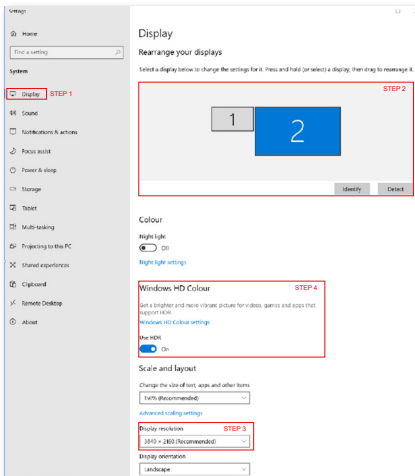 Settings
Home
Find a setting
System
Display STEP 1
Sound
Notifications & actions
Focus assist
Power & sleep
Storage
Tablet
Multi-tasking
Projecting to this PC
Shared experiences
Clipboard
Remote Desktop
About
Display
Rearrange your displays
Select a display below to change the settings for it. Press and hold (or select) a display, then drag to rearrange it.
STEP 2
1
2
Identify Detect
Colour
Night light
Off
Night light settings
Windows HD Colour STEP 4
Get a brighter and more vibrant picture for videos, games and apps that
support HDR.
Windows HD Colour settings
Use HDR
On
Scale and layout
Change the size of text, apps and other items
(Recommended)
Advanced scaling settings
Display resolution STEP 3
3840 × 2160 (Recommended)
Display orientation
Landscape